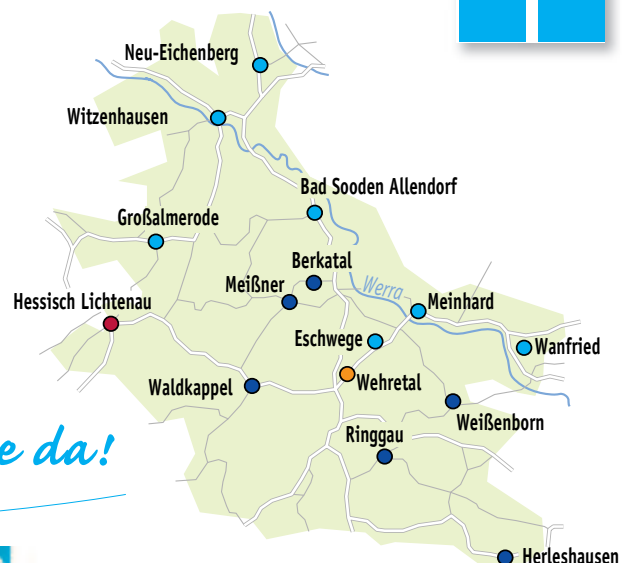 Neu-Eichenberg
Witzenhausen
Bad Sooden Allendorf
Großalmerode
Berkatal
Meißner
Werra
Hessisch Lichtenau
Meinhard
Eschwege
Wanfried
Waldkappel
Wehretal
Weißenborn
Ringgau
e da!
Herleshausen